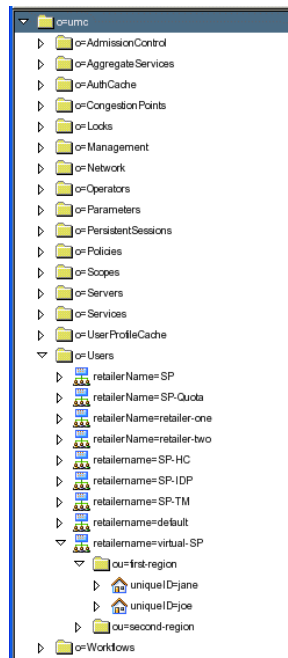 o=umc
o=AdmissionControl
o=AggregateServices
o=AuthCache
o=CongestionPoints
o=Locks
o=Management
o=Network
o=Operators
o=Parameters
o=PersistentSessions
o=Policies
o=Scopes
o=Servers
o=Services
o=UserProfileCache
o=Users
retailerName=SP
retailerName=SP-Quota
retailerName=retailer-one
retailerName=retailer-two
retailername=SP-HC
retailername=SP-IDP
retailername=SP-TM
retailername=default
retailername=virtual-SP
ou=first-region
uniqueID=jane
uniqueID=joe
ou=second-region
o=Workflows